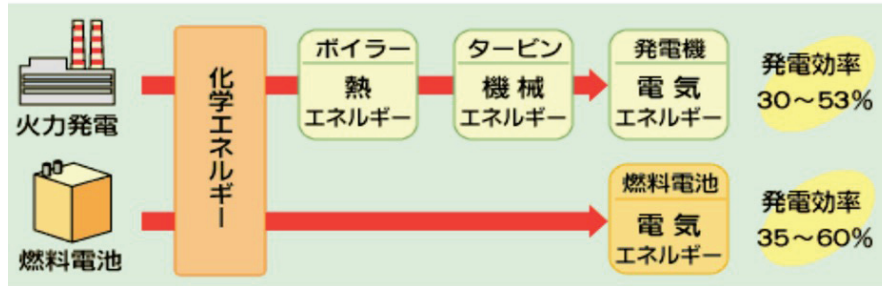 火力発電
化学エネルギー
ボイラー
熱
エネルギー
タービン
機械
エネルギー
発電機
電気
エネルギー
発電効率
30～53%
燃料電池
燃料電池
電気
エネルギー
発電効率
35～60%